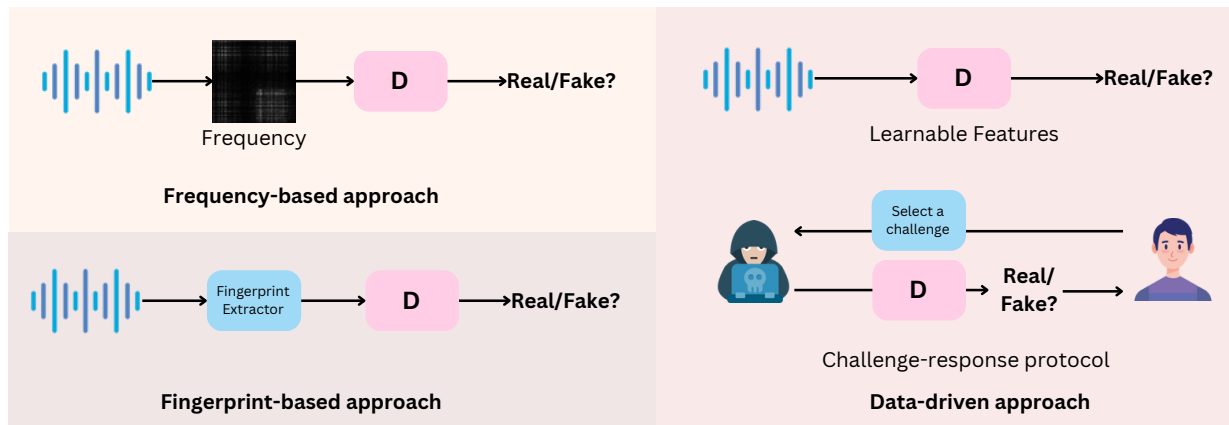 D
Real/Fake?
Frequency
Frequency-based approach
Fingerprint
Extractor
D
Real/Fake?
Fingerprint-based approach
D
Real/Fake?
Learnable Features
Select a
challenge
D
Real/
Fake?
Challenge-response protocol
Data-driven approach